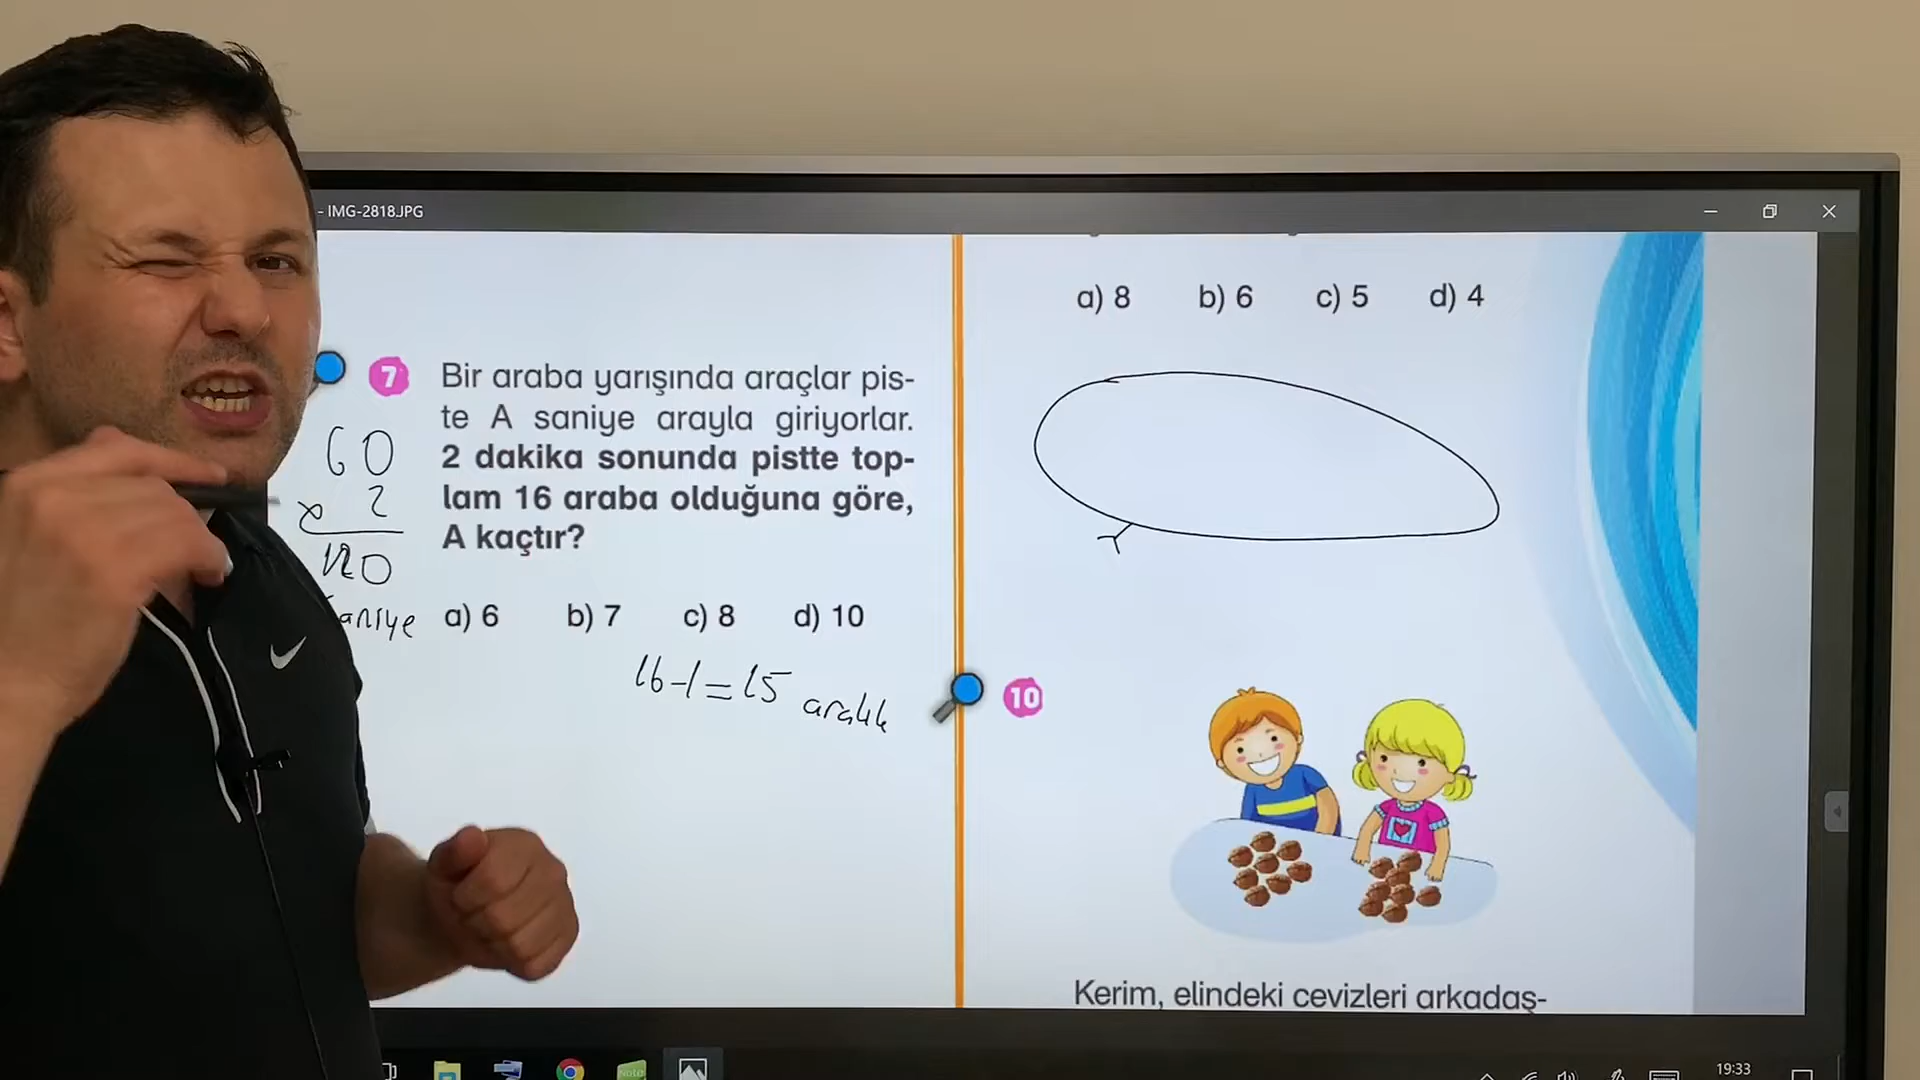 - IMG-2818.JPG
7
Bir araba yarışında araçlar pis-
te A saniye arayla giriyorlar.
2 dakika sonunda pistte top-
lam 16 araba olduğuna göre,
A kaçtır?
60
x 2
120
saniye
a) 6 b) 7 c) 8 d) 10
16-1=15 aralık
a) 8 b) 6 c) 5 d) 4
10
Kerim, elindeki cevizleri arkadaş-
19:33